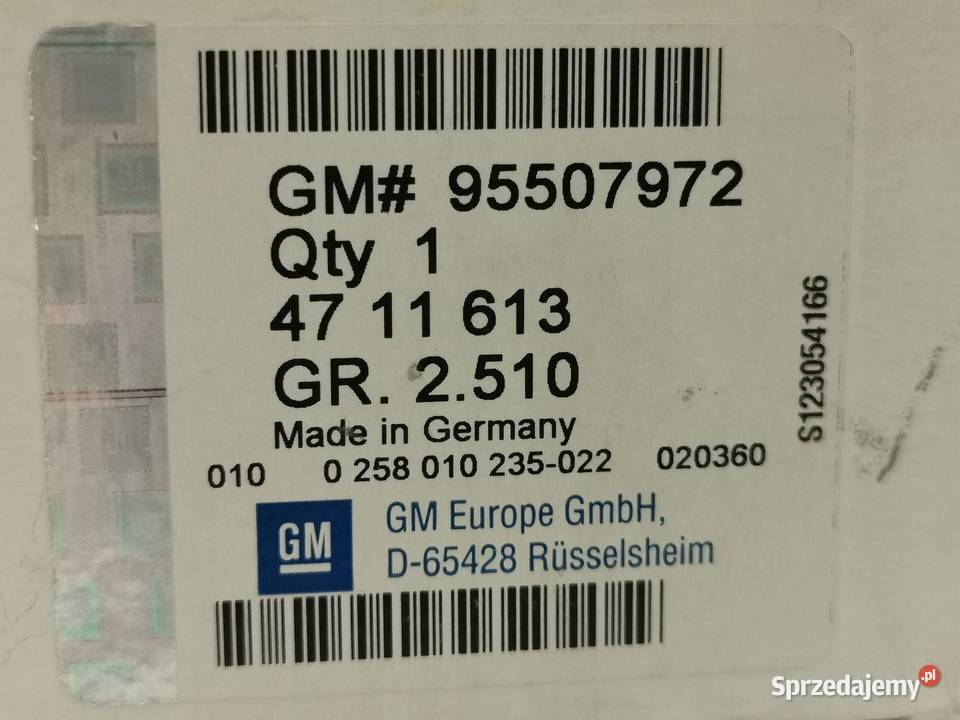 GM# 95507972
Qty 1
47 11 613
GR. 2.510
Made in Germany
010 0 258 010 235-022 020360
GM
GM Europe GmbH,
D-65428 Rüsselsheim
S123054166
Sprzedajemy.pl